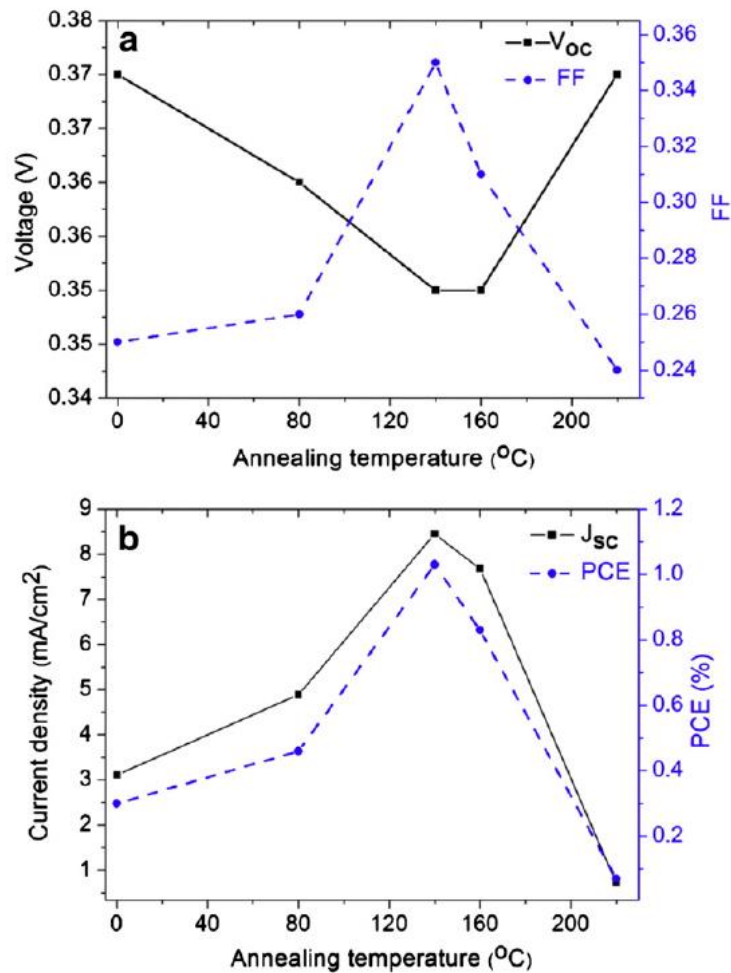 a
V_OC
FF
Voltage (V)
0.38
0.37
0.37
0.36
0.36
0.35
0.35
0.34
0.36
0.34
0.32
0.30
0.28
0.26
0.24
FF
0 40 80 120 160 200
Annealing temperature (°C)
b
J_SC
PCE
Current density (mA/cm²)
9
8
7
6
5
4
3
2
1
1.2
1.0
0.8
0.6
0.4
0.2
PCE (%)
0 40 80 120 160 200
Annealing temperature (°C)